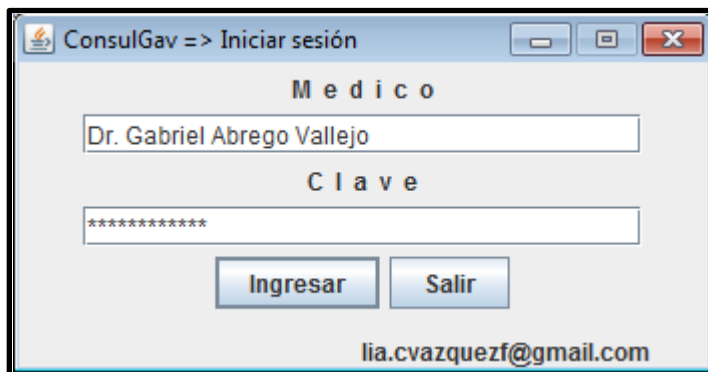 ConsulGav => Iniciar sesión
M e d i c o
Dr. Gabriel Abrego Vallejo
C l a v e
************
Ingresar Salir
lia.cvazquezf@gmail.com